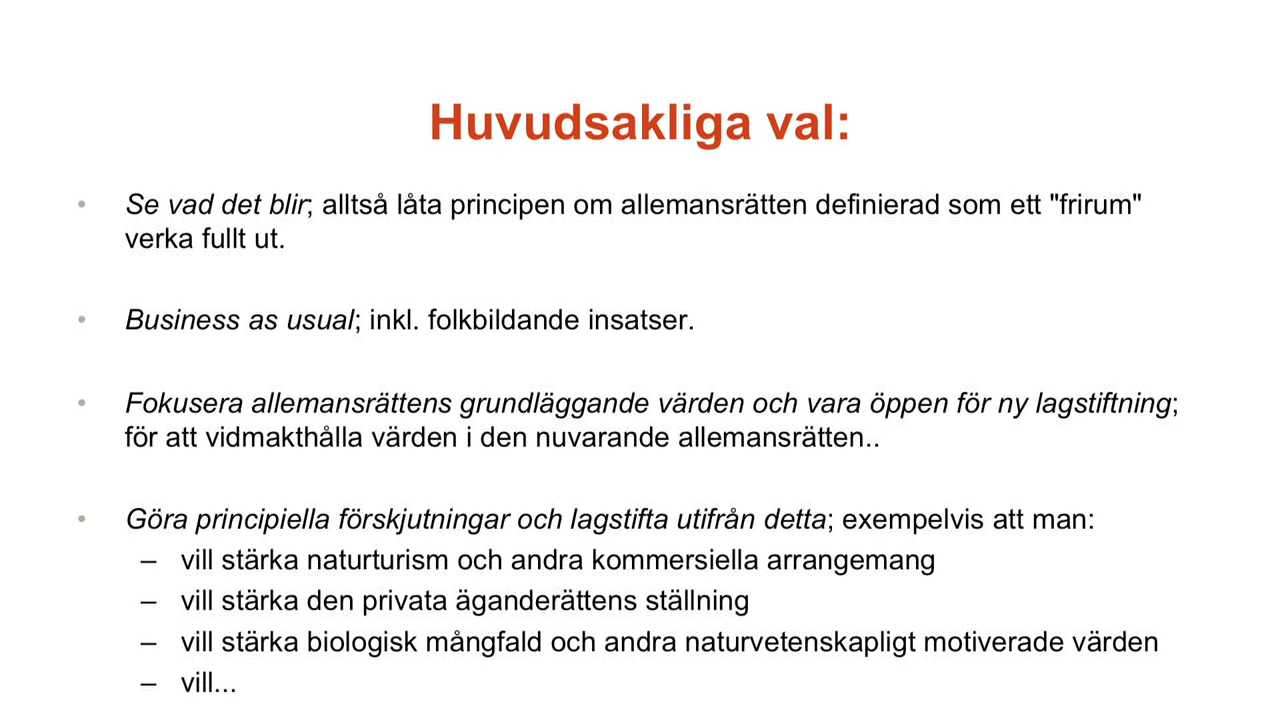 Huvudsakliga val:
• Se vad det blir; alltså låta principen om allemansrätten definierad som ett "frirum"
verka fullt ut.
• Business as usual; inkl. folkbildande insatser.
• Fokusera allemansrättens grundläggande värden och vara öppen för ny lagstiftning;
för att vidmakthålla värden i den nuvarande allemansrätten..
• Göra principiella förskjutningar och lagstifta utifrån detta; exempelvis att man:
– vill stärka naturturism och andra kommersiella arrangemang
– vill stärka den privata äganderättens ställning
– vill stärka biologisk mångfald och andra naturvetenskapligt motiverade värden
– vill...